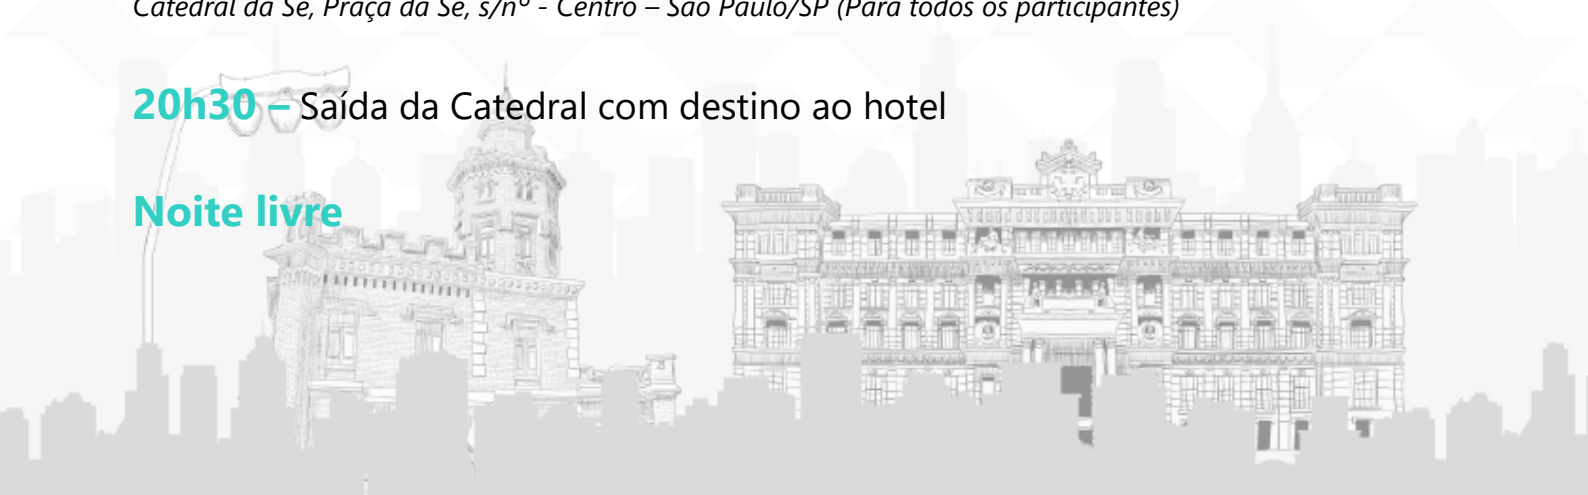 Catedral da Sé, Praça da Sé, s/nº - Centro – São Paulo/SP (Para todos os participantes)
20h30 – Saída da Catedral com destino ao hotel
Noite livre